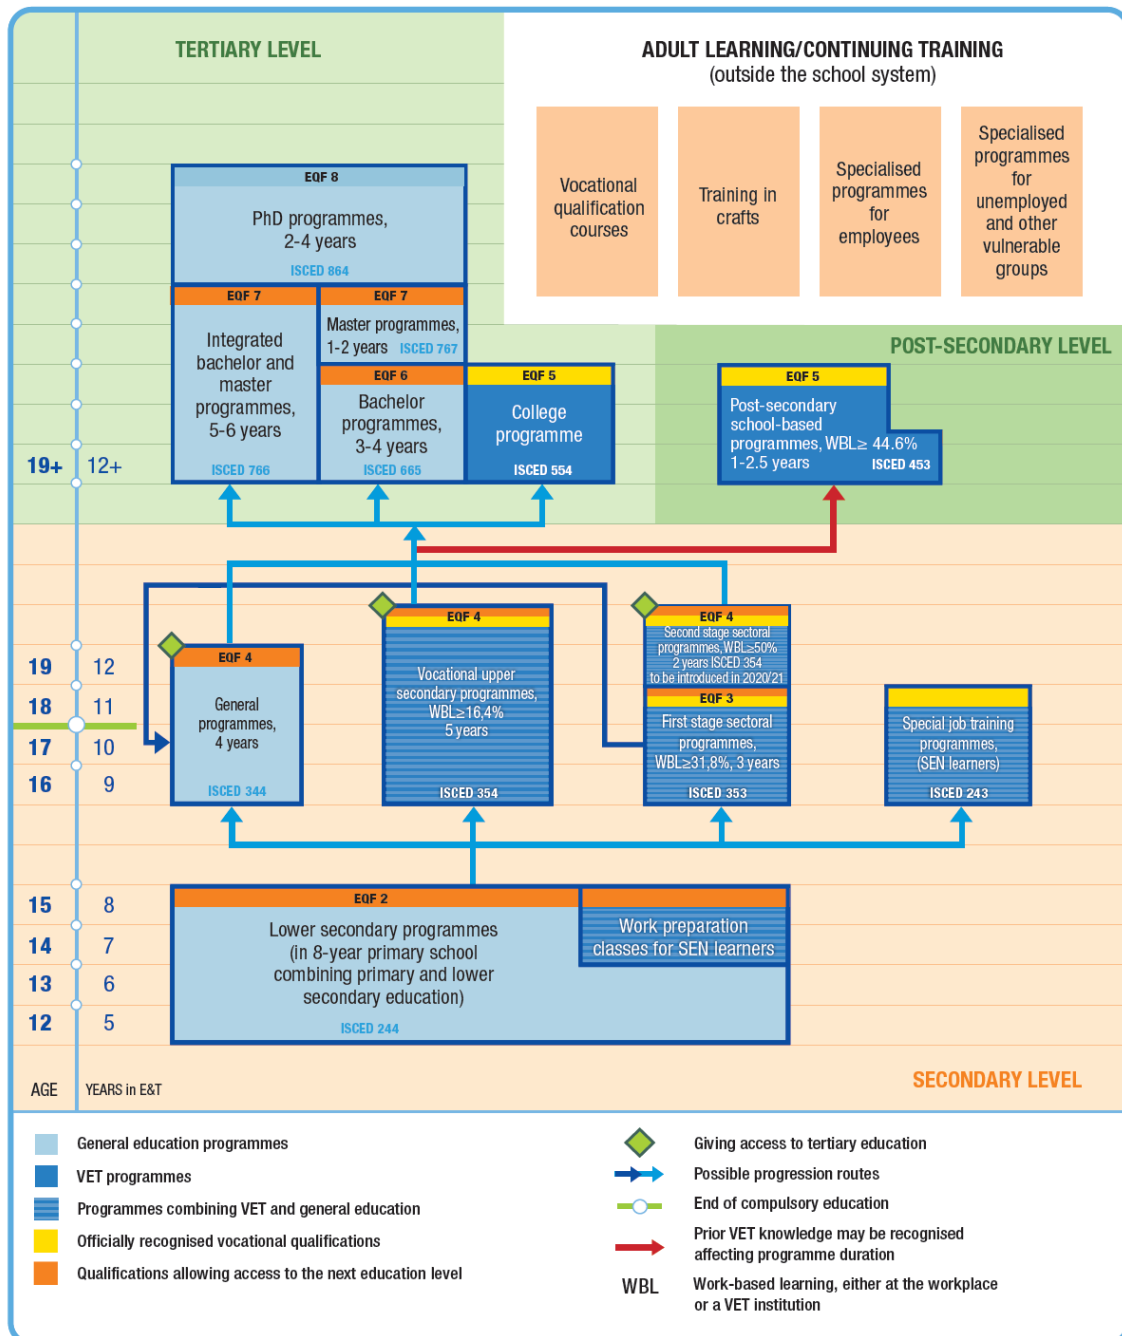 TERTIARY LEVEL
ADULT LEARNING/CONTINUING TRAINING
(outside the school system)
Vocational
qualification
courses
Training in
crafts
Specialised
programmes
for
employees
Specialised
programmes
for
unemployed
and other
vulnerable
groups
EQF 8
PhD programmes,
2-4 years
ISCED 864
EQF 7
Integrated
bachelor and
master
programmes,
5-6 years
ISCED 766
EQF 7
Master programmes,
1-2 years ISCED 767
EQF 6
Bachelor
programmes,
3-4 years
ISCED 665
EQF 5
College
programme
ISCED 554
POST-SECONDARY LEVEL
EQF 5
Post-secondary
school-based
programmes, WBL≥ 44.6%
1-2.5 years ISCED 453
19+ 12+
EQF 4
General
programmes,
4 years
ISCED 344
EQF 4
Vocational upper
secondary programmes,
WBL≥16,4%
5 years
ISCED 354
EQF 4
Second stage sectoral
programmes, WBL≥50%
2 years ISCED 354
to be introduced in 2020/21
EQF 3
First stage sectoral
programmes,
WBL≥31,8%, 3 years
ISCED 353
Special job training
programmes,
(SEN learners)
ISCED 243
19 12
18 11
17 10
16 9
EQF 2
Lower secondary programmes
(in 8-year primary school
combining primary and lower
secondary education)
ISCED 244
Work preparation
classes for SEN learners
15 8
14 7
13 6
12 5
AGE YEARS in E&T
SECONDARY LEVEL
General education programmes
VET programmes
Programmes combining VET and general education
Officially recognised vocational qualifications
Qualifications allowing access to the next education level
Giving access to tertiary education
Possible progression routes
End of compulsory education
Prior VET knowledge may be recognised
affecting programme duration
WBL Work-based learning, either at the workplace
or a VET institution